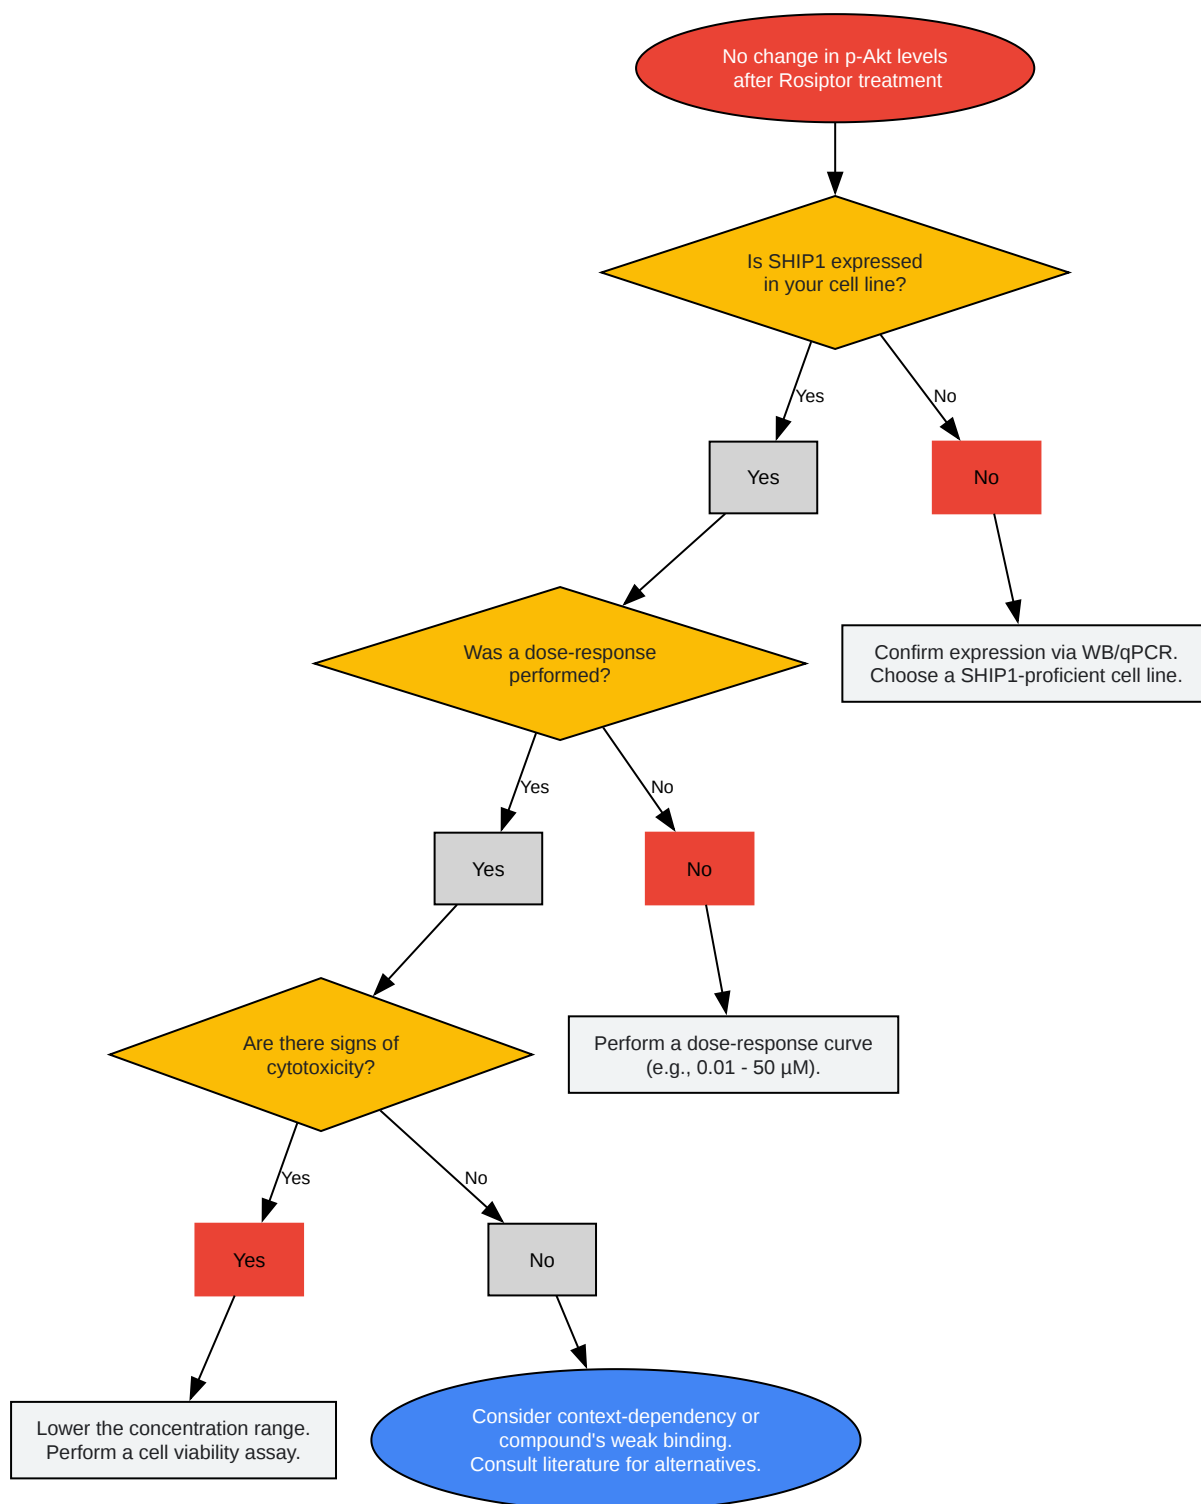 No change in p-Akt levels
after Rosiptor treatment
Is SHIP1 expressed
in your cell line?
Yes
No
Yes
No
Confirm expression via WB/qPCR.
Choose a SHIP1-proficient cell line.
Was a dose-response
performed?
Yes
No
Yes
No
Perform a dose-response curve
(e.g., 0.01 - 50 µM).
Are there signs of
cytotoxicity?
Yes
No
Yes
No
Lower the concentration range.
Perform a cell viability assay.
Consider context-dependency or
compound's weak binding.
Consult literature for alternatives.